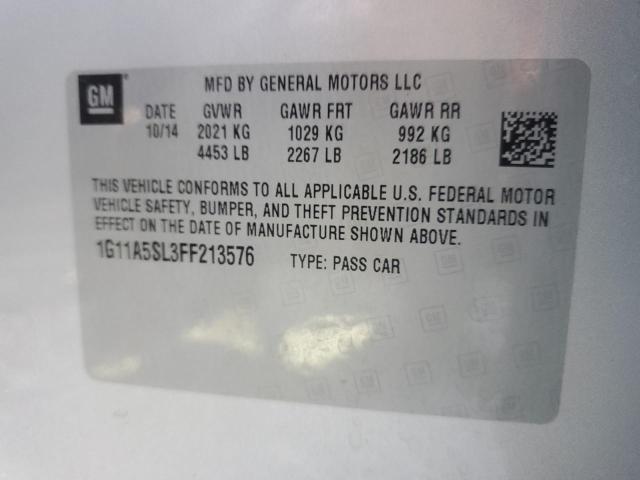 GM
MFD BY GENERAL MOTORS LLC
DATE GVWR GAWR FRT GAWR RR
10/14 2021 KG 1029 KG 992 KG
4453 LB 2267 LB 2186 LB
THIS VEHICLE CONFORMS TO ALL APPLICABLE U.S. FEDERAL MOTOR
VEHICLE SAFETY, BUMPER, AND THEFT PREVENTION STANDARDS IN
EFFECT ON THE DATE OF MANUFACTURE SHOWN ABOVE.
1G11A5SL3FF213576 TYPE: PASS CAR